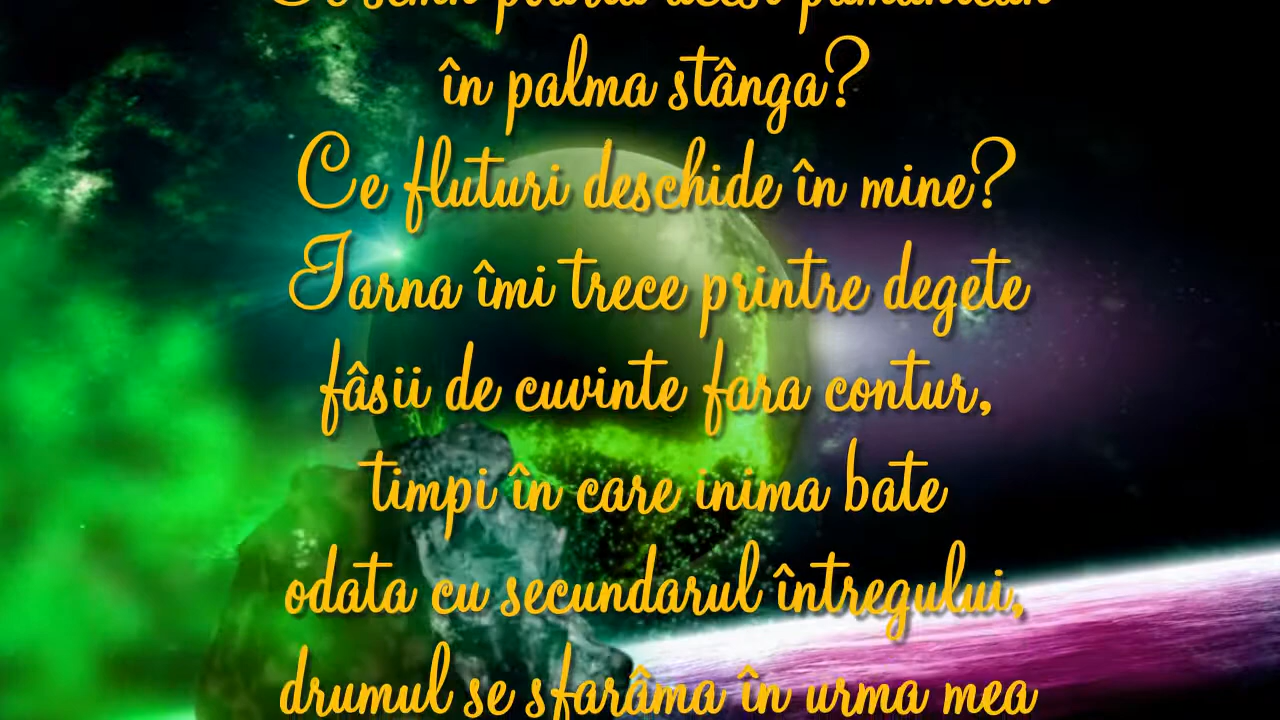 în palma stânga?
Ce fluturi deschide în mine?
Iarna îmi trece printre degete
fâsii de cuvinte fara contur,
timpi în care inima bate
odata cu secundarul întregului,
drumul se sfarâma în urma mea